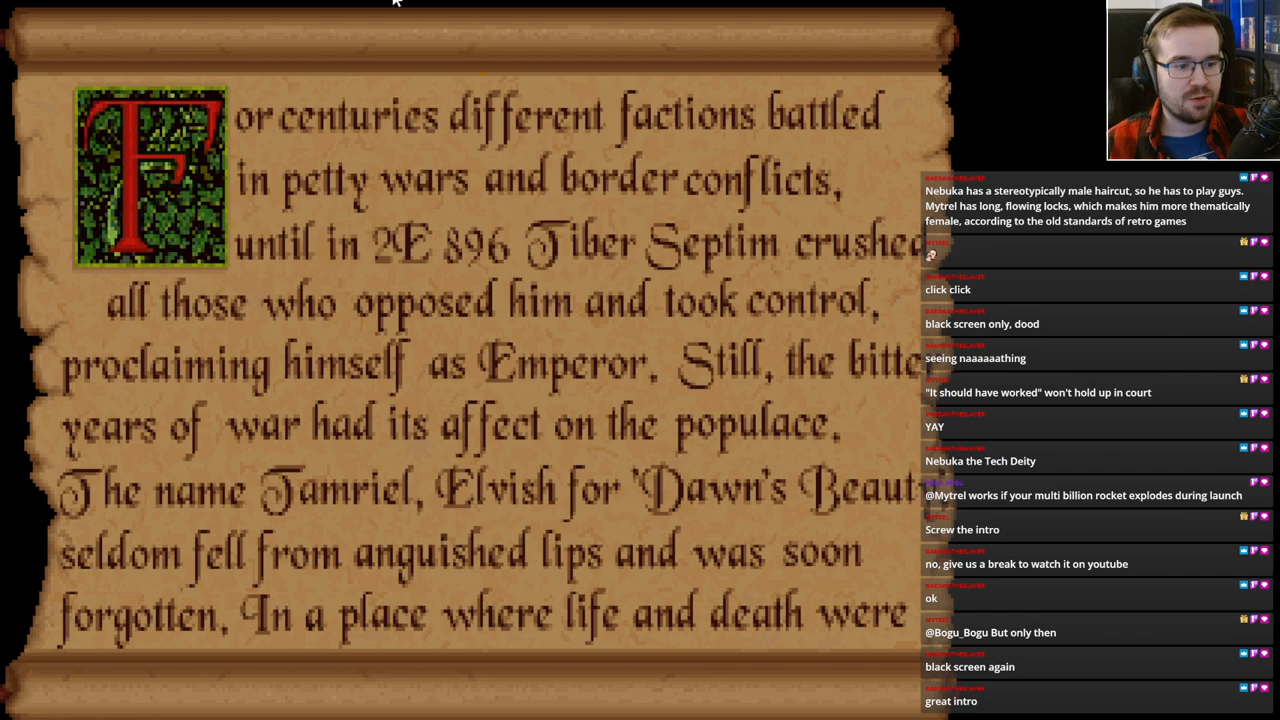 For centuries different factions battled
in petty wars and border conflicts,
until in 2E 896 Tiber Septim crushed
all those who opposed him and took control,
proclaiming himself as Emperor. Still, the bitte
years of war had its affect on the populace.
The name Tamriel, Elvish for 'Dawn's Beauty'
seldom fell from anguished lips and was soon
forgotten. In a place where life and death were
Nebuka has a stereotypically male haircut, so he has to play guys.
Mytrel has long, flowing locks, which makes him more thematically
female, according to the old standards of retro games
MYTREL
click click
black screen only, dood
seeing naaaaaathing
MYTREL
"It should have worked" won't hold up in court
YAY
Nebuka the Tech Deity
@Mytrel works if your multi billion rocket explodes during launch
MYTREL
Screw the intro
no, give us a break to watch it on youtube
ok
MYTREL
@Bogu_Bogu But only then
black screen again
great intro